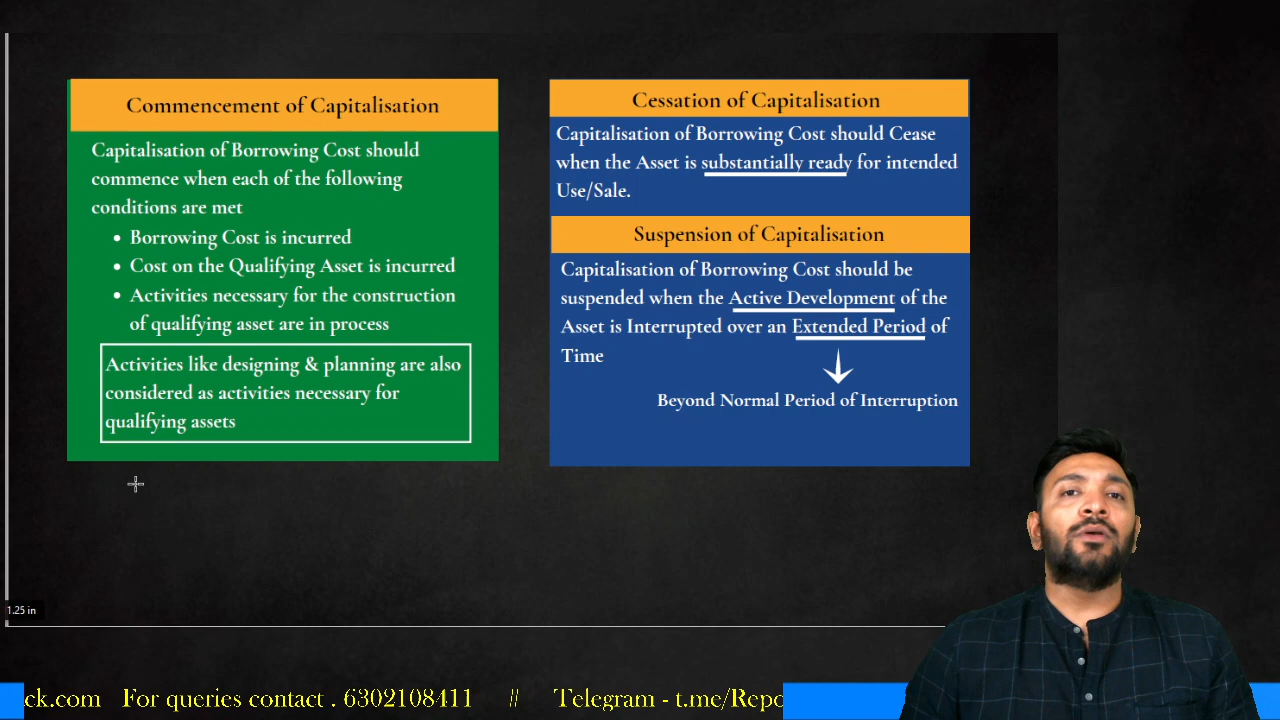 Commencement of Capitalisation
Capitalisation of Borrowing Cost should
commence when each of the following
conditions are met
• Borrowing Cost is incurred
• Cost on the Qualifying Asset is incurred
• Activities necessary for the construction
of qualifying asset are in process
Activities like designing & planning are also
considered as activities necessary for
qualifying assets
Cessation of Capitalisation
Capitalisation of Borrowing Cost should Cease
when the Asset is substantially ready for intended
Use/Sale.
Suspension of Capitalisation
Capitalisation of Borrowing Cost should be
suspended when the Active Development of the
Asset is Interrupted over an Extended Period of
Time
Beyond Normal Period of Interruption
1.25 in
ck.com For queries contact . 6302108411 # Telegram - t.me/Repo